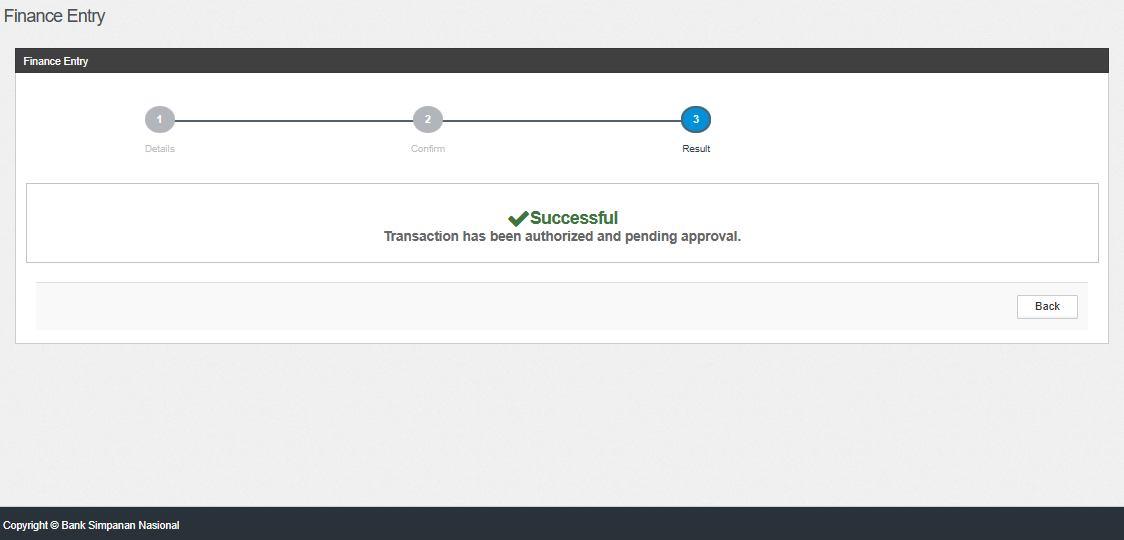 Finance Entry
Finance Entry
1
2
3
Details
Confirm
Result
Successful
Transaction has been authorized and pending approval.
Back
Copyright © Bank Simpanan Nasional